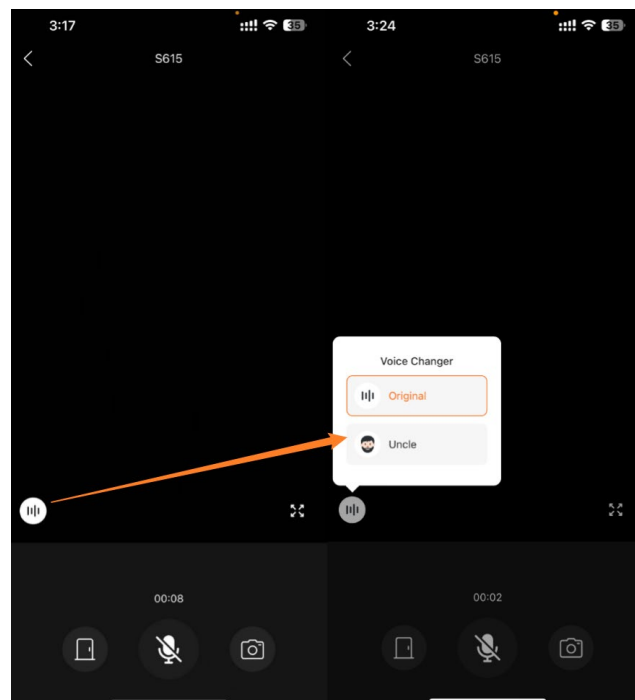 3:17
35
S615
00:08
3:24
35
S615
Voice Changer
Original
Uncle
00:02